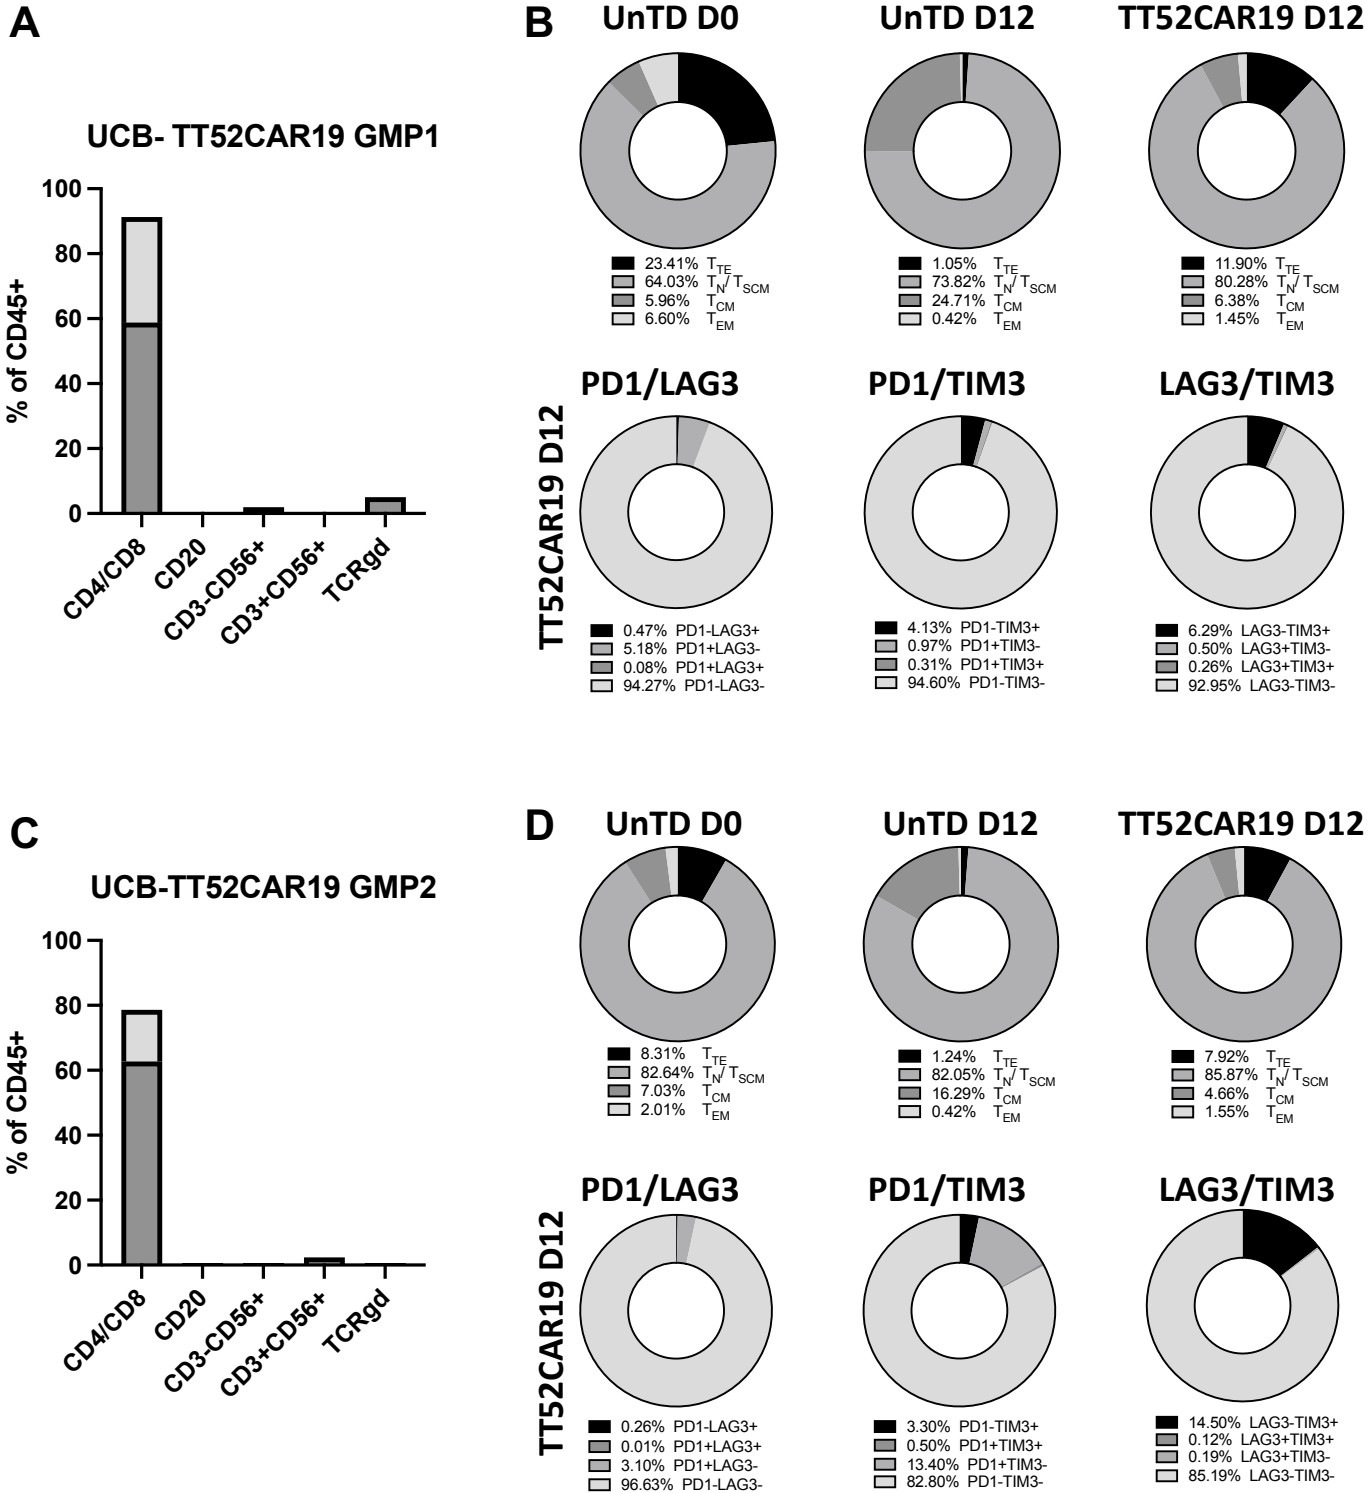 A
UCB- TT52CAR19 GMP1
% of CD45+
100
80
60
40
20
0
CD4/CD8
CD20
CD3-CD56+
CD3+CD56+
TCRgd
B
UnTD D0
UnTD D12
TT52CAR19 D12
23.41% TTE
64.03% TN/ TSCM
5.96% TCM
6.60% TEM
1.05% TTE
73.82% TN/ TSCM
24.71% TCM
0.42% TEM
11.90% TTE
80.28% TN/ TSCM
6.38% TCM
1.45% TEM
TT52CAR19 D12
PD1/LAG3
PD1/TIM3
LAG3/TIM3
0.47% PD1-LAG3+
5.18% PD1+LAG3-
0.08% PD1+LAG3+
94.27% PD1-LAG3-
4.13% PD1-TIM3+
0.97% PD1+TIM3-
0.31% PD1+TIM3+
94.60% PD1-TIM3-
6.29% LAG3-TIM3+
0.50% LAG3+TIM3-
0.26% LAG3+TIM3+
92.95% LAG3-TIM3-
C
UCB-TT52CAR19 GMP2
% of CD45+
100
80
60
40
20
0
CD4/CD8
CD20
CD3-CD56+
CD3+CD56+
TCRgd
D
UnTD D0
UnTD D12
TT52CAR19 D12
8.31% TTE
82.64% TN/ TSCM
7.03% TCM
2.01% TEM
1.24% TTE
82.05% TN/ TSCM
16.29% TCM
0.42% TEM
7.92% TTE
85.87% TN/ TSCM
4.66% TCM
1.55% TEM
TT52CAR19 D12
PD1/LAG3
PD1/TIM3
LAG3/TIM3
0.26% PD1-LAG3+
0.01% PD1+LAG3+
3.10% PD1+LAG3-
96.63% PD1-LAG3-
3.30% PD1-TIM3+
0.50% PD1+TIM3+
13.40% PD1+TIM3-
82.80% PD1-TIM3-
14.50% LAG3-TIM3+
0.12% LAG3+TIM3+
0.19% LAG3+TIM3-
85.19% LAG3-TIM3-